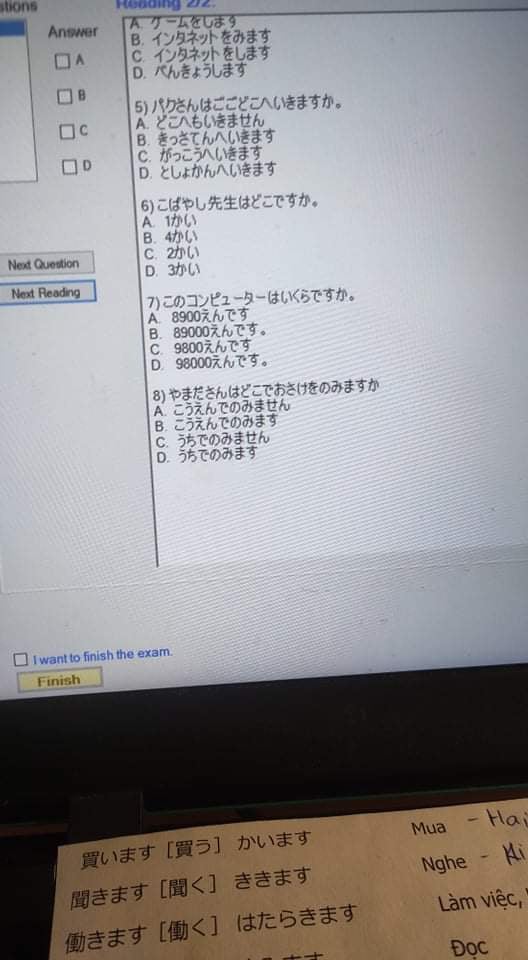 Reading 2/2.
Answer
A
B
C
D
Next Question
Next Reading
A. ゲームをします
B. インタネットをみます
C. インタネットをします
D. べんきょうします
5) パクさんはごごどこへいきますか。
A. どこへもいきません
B. きっさてんへいきます
C. がっこうへいきます
D. としょかんへいきます
6) こばやし先生はどこですか。
A. 1かい
B. 4かい
C. 2かい
D. 3かい
7) このコンピューターはいくらですか。
A. 8900えんです
B. 89000えんです。
C. 9800えんです
D. 98000えんです。
8) やまださんはどこでおさけをのみますか
A. こうえんでのみません
B. こうえんでのみます
C. うちでのみません
D. うちでのみます
I want to finish the exam.
Finish
買います [買う] かいます Mua -
聞きます [聞く] ききます Nghe -
働きます [働く] はたらきます Làm việc,
Đọc